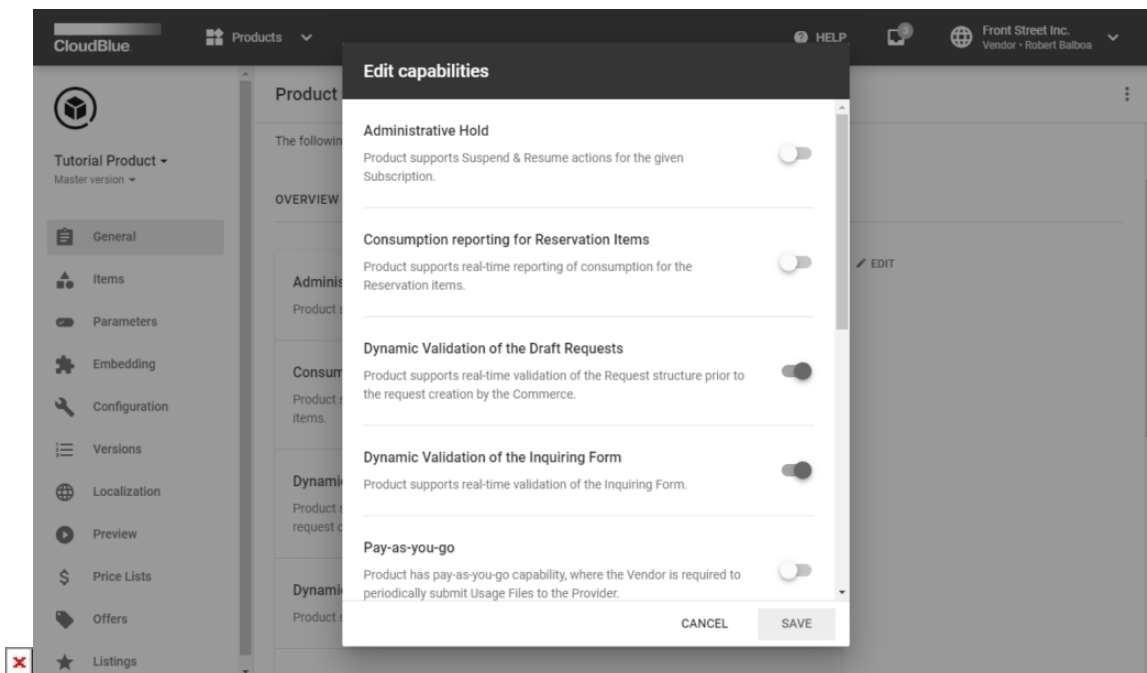 CloudBlue
Products
HELP
3
Front Street Inc.
Vendor • Robert Balboa
Tutorial Product
Master version
General
Items
Parameters
Embedding
Configuration
Versions
Localization
Preview
Price Lists
Offers
Listings
Product
The followin
OVERVIEW
Adminis
Product s
Consum
Product s
items.
Dynami
Product s
request c
Dynami
Product s
EDIT
Edit capabilities
Administrative Hold
Product supports Suspend & Resume actions for the given
Subscription.
Consumption reporting for Reservation Items
Product supports real-time reporting of consumption for the
Reservation items.
Dynamic Validation of the Draft Requests
Product supports real-time validation of the Request structure prior to
the request creation by the Commerce.
Dynamic Validation of the Inquiring Form
Product supports real-time validation of the Inquiring Form.
Pay-as-you-go
Product has pay-as-you-go capability, where the Vendor is required to
periodically submit Usage Files to the Provider.
CANCEL
SAVE